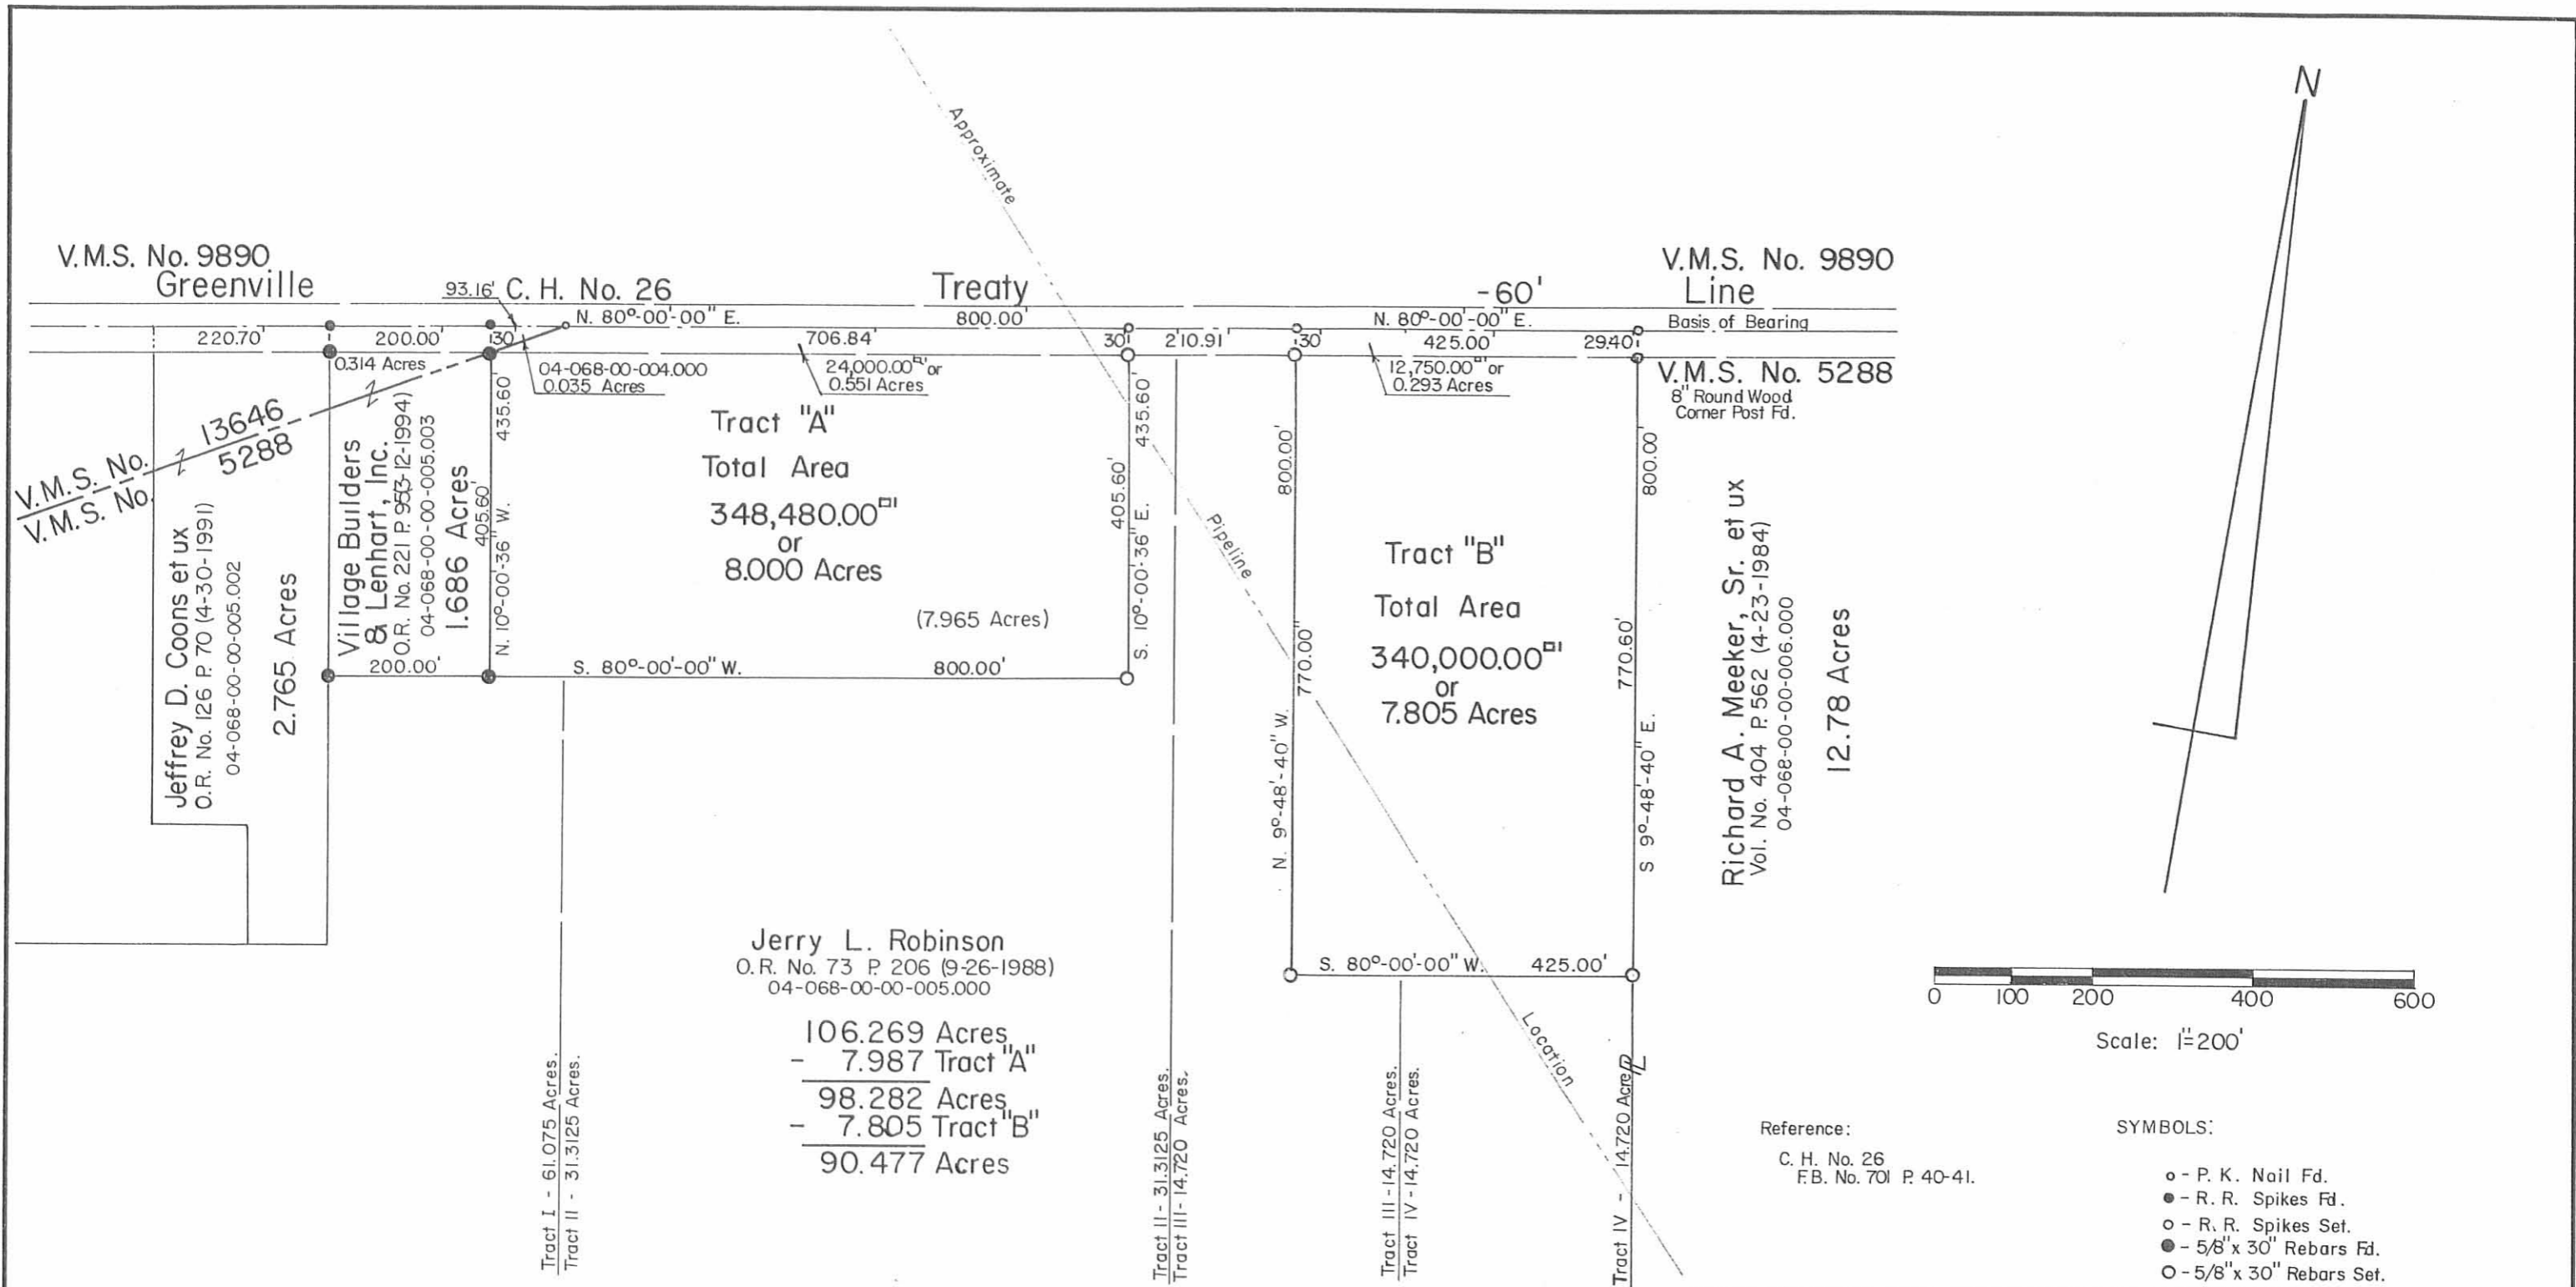 N
V.M.S. No. 9890
Greenville
Treaty
-60'
V.M.S. No. 9890
Line
93.16'
C. H. No. 26
N. 80°-00'-00" E.
800.00'
N. 80°-00'-00" E.
Basis of Bearing
220.70'
200.00'
30'
706.84'
30'
210.91'
30'
425.00'
29.40'
0.314 Acres
04-068-00-004.000
0.035 Acres
24,000.00□' or
0.551 Acres
12,750.00□' or
0.293 Acres
V.M.S. No. 5288
8" Round Wood
Corner Post Fd.
V.M.S. No. 13646
V.M.S. No. 5288
Approximate
Pipeline
Location
Jeffrey D. Coons et ux
O.R. No. 126 P. 70 (4-30-1991)
04-068-00-00-005.002
2.765 Acres
Village Builders
& Lenhart, Inc.
O.R. No. 221 P. 953-12-1994)
04-068-00-00-005.003
1.686 Acres
200.00'
435.60'
405.60'
N. 10°-00'-36" W.
Tract "A"
Total Area
348,480.00□'
or
8.000 Acres
(7.965 Acres)
S. 80°-00'-00" W.
800.00'
435.60'
405.60'
S. 10°-00'-36" E.
800.00'
770.00'
N. 9°-48'-40" W.
Tract "B"
Total Area
340,000.00□'
or
7.805 Acres
800.00'
770.60'
S 9°-48'-40" E.
S. 80°-00'-00" W.
425.00'
Richard A. Meeker, Sr. et ux
Vol. No. 404 P. 562 (4-23-1984)
04-068-00-00-006.000
12.78 Acres
Jerry L. Robinson
O.R. No. 73 P. 206 (9-26-1988)
04-068-00-00-005.000
106.269 Acres
- 7.987 Tract "A"
98.282 Acres
- 7.805 Tract "B"
90.477 Acres
Tract I - 61.075 Acres.
Tract II - 31.3125 Acres.
Tract II - 31.3125 Acres.
Tract III - 14.720 Acres.
Tract III - 14.720 Acres.
Tract IV - 14.720 Acres.
Tract IV - 14.720 Acre
PL
0 100 200 400 600
Scale: 1"=200'
Reference:
C. H. No. 26
F.B. No. 701 P. 40-41.
SYMBOLS:
o - P. K. Nail Fd.
● - R. R. Spikes Fd.
o - R. R. Spikes Set.
● - 5/8" x 30" Rebars Fd.
O - 5/8" x 30" Rebars Set.